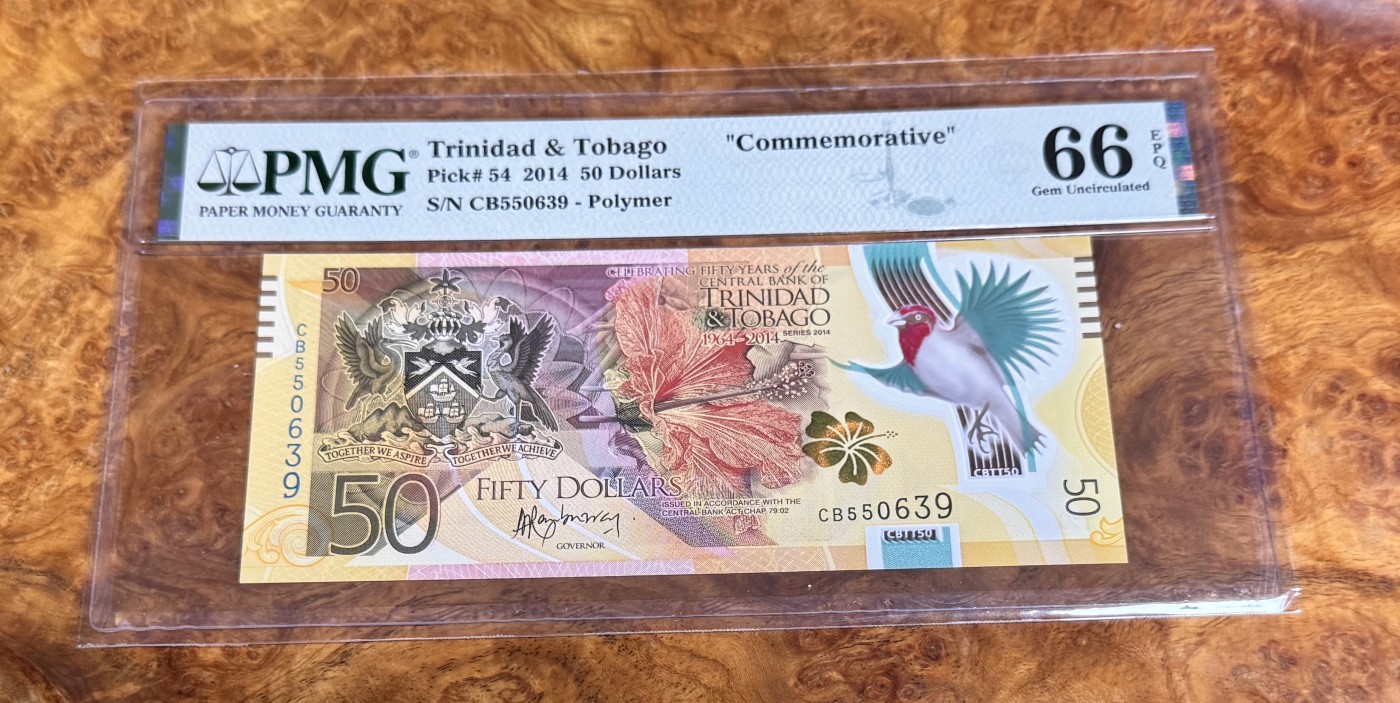 PMG®
PAPER MONEY GUARANTY
Trinidad & Tobago
Pick# 54 2014 50 Dollars
S/N CB550639 - Polymer
"Commemorative"
66
EPQ
Gem Uncirculated
50
CB550639
CELEBRATING FIFTY YEARS of the
CENTRAL BANK OF
TRINIDAD
& TOBAGO
SERIES 2014
1964-2014
TOGETHER WE ASPIRE TOGETHER WE ACHIEVE
50
FIFTY DOLLARS
ISSUED IN ACCORDANCE WITH THE
CENTRAL BANK ACT CHAP. 79:02
GOVERNOR
CB550639
CBTT50
CBTT50
50